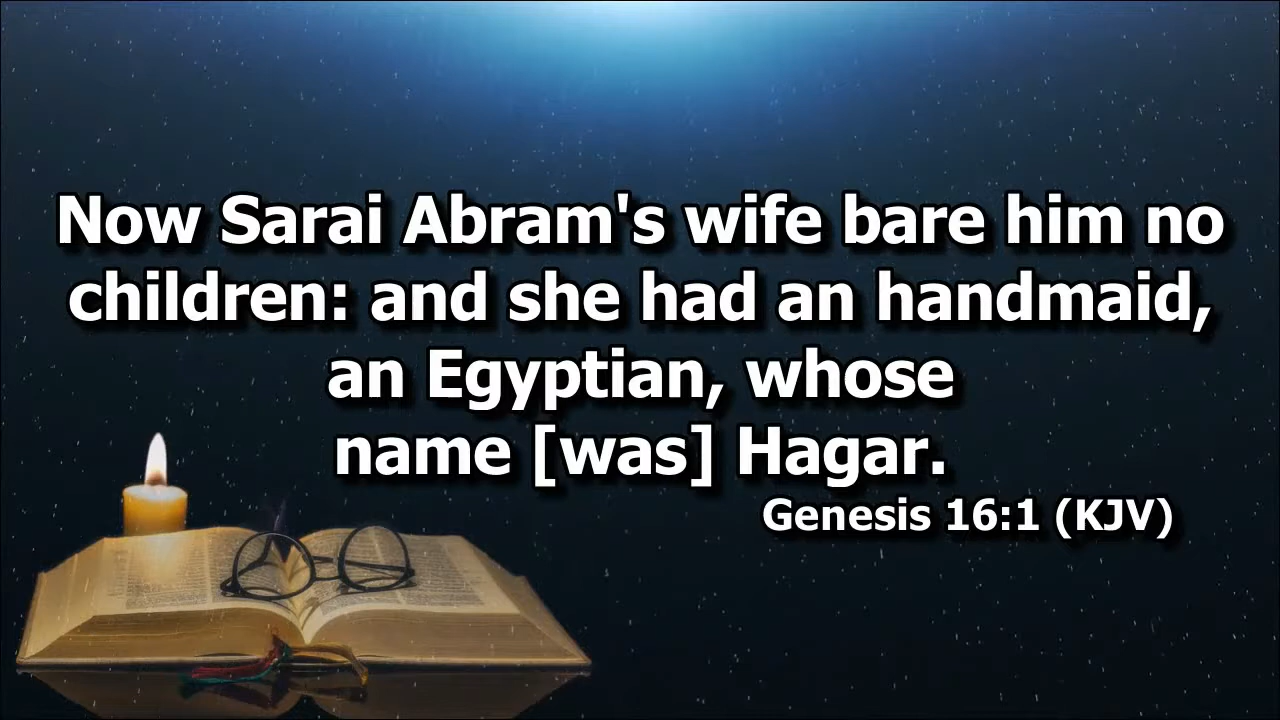 Now Sarai Abram's wife bare him no
children: and she had an handmaid,
an Egyptian, whose
name [was] Hagar.
Genesis 16:1 (KJV)